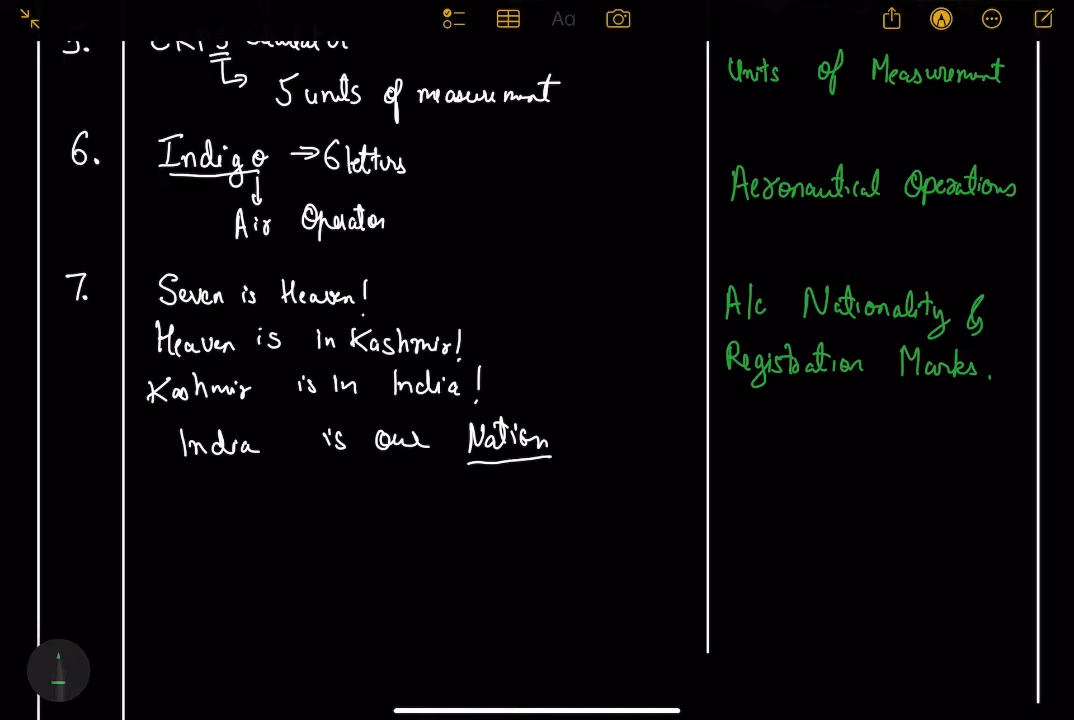 Aa
5.
5 units of measurement
Units of Measurement
6.
Indigo => 6 letters
Air Operator
Aeronautical Operations
7.
Seven is Heaven!
Heaven is in Kashmir!
Kashmir is in India!
India is our Nation
A/c Nationality &
Registration Marks.